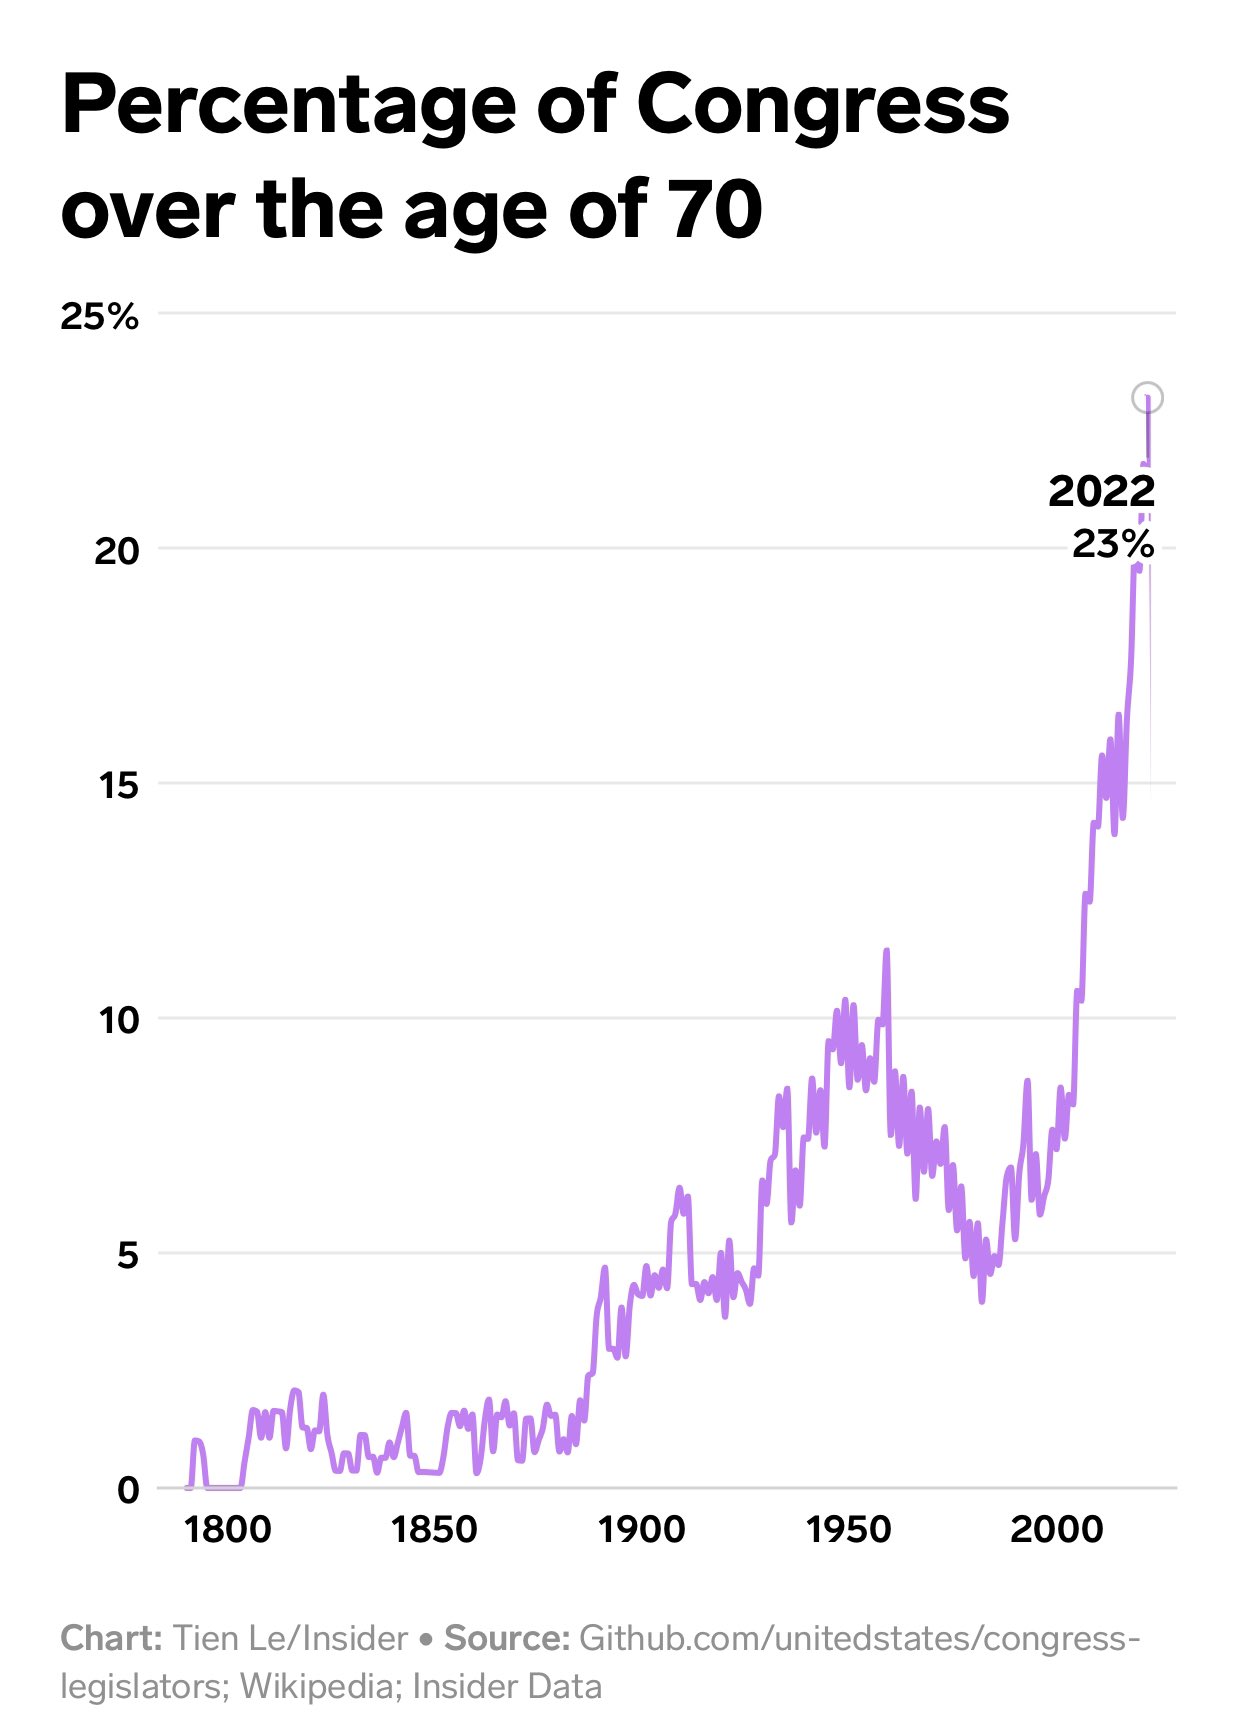 Percentage of Congress
over the age of 70
25%
2022
23%
20
15
10
5
0
1800 1850 1900 1950 2000
Chart: Tien Le/Insider • Source: Github.com/unitedstates/congress-
legislators; Wikipedia; Insider Data